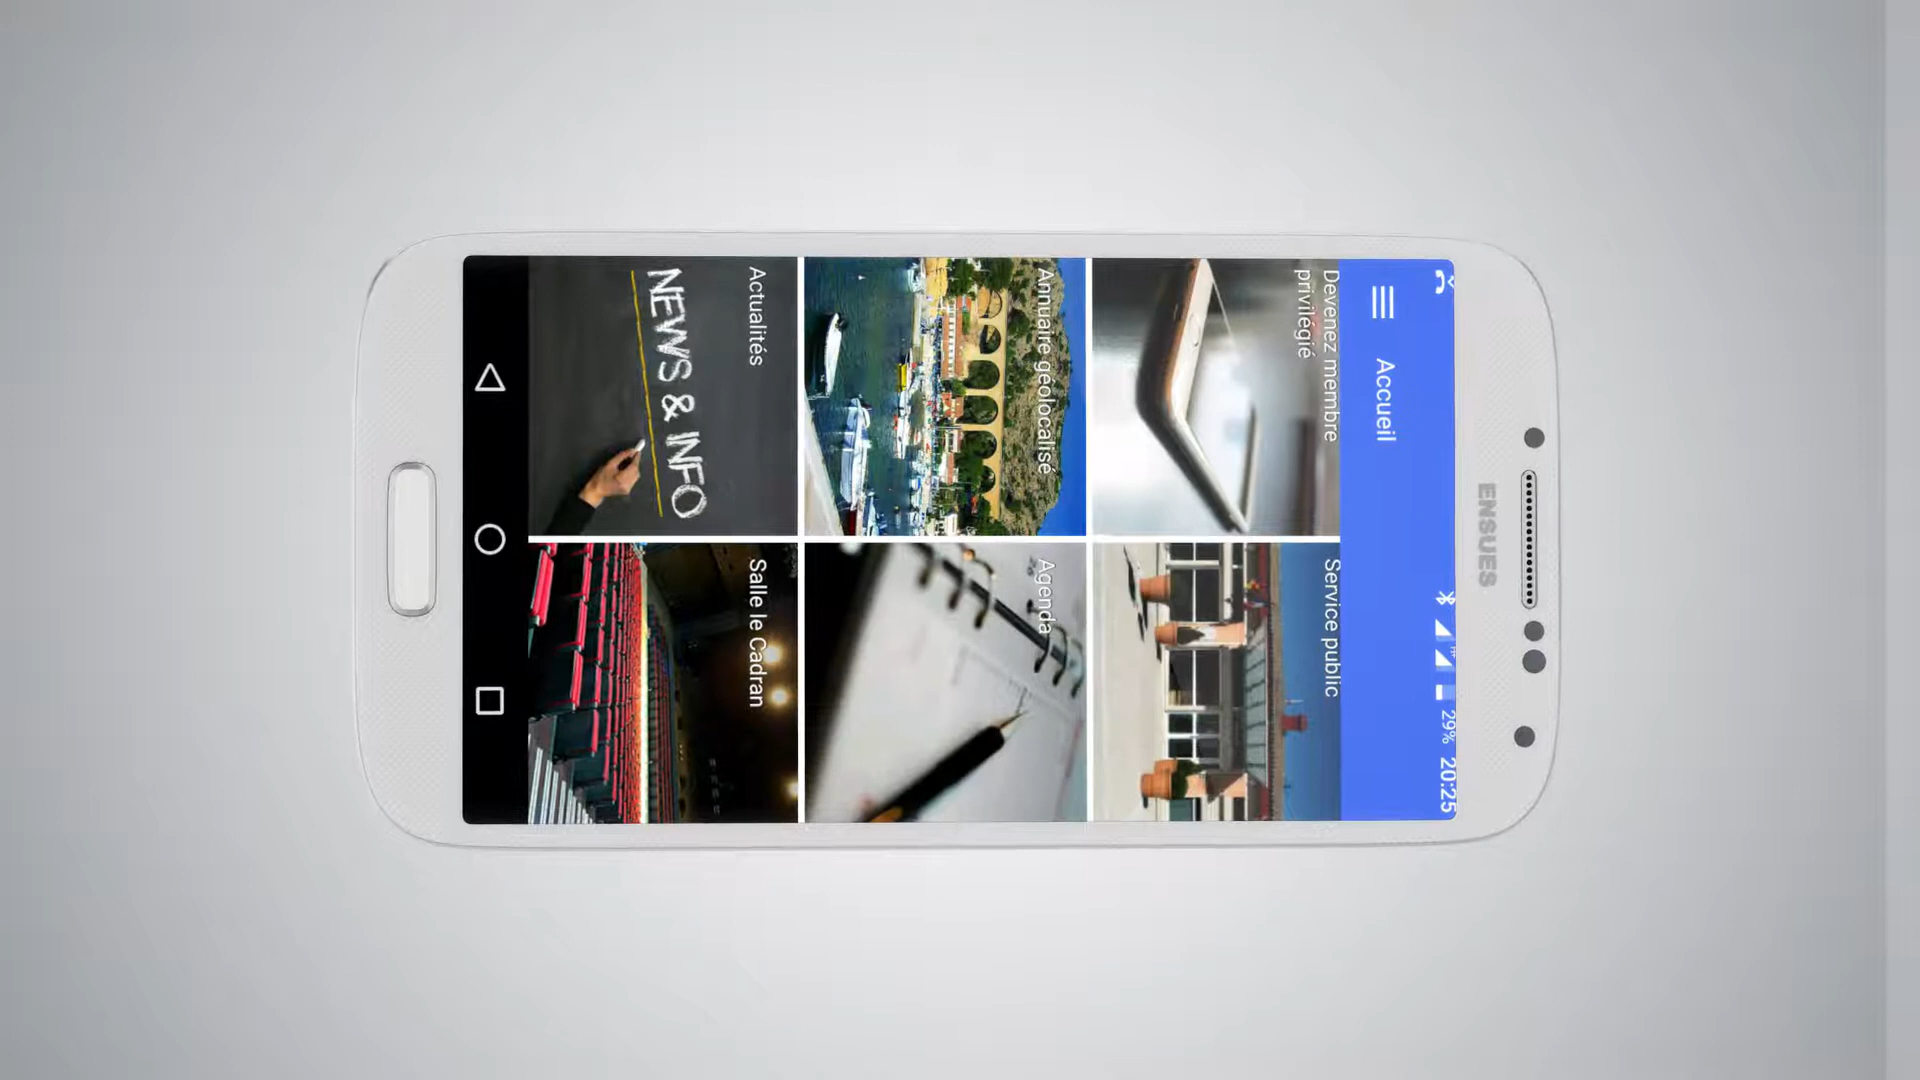 ENSUES
29% 20:25
Accueil
Devenez membre
privilégié
Service public
Annuaire géolocalisé
Agenda
Actualités
NEWS & INFO
Salle le Cadran